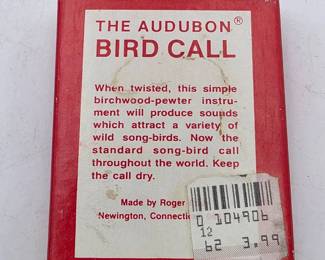 THE AUDUBON®
BIRD CALL
When twisted, this simple
birchwood-pewter instru-
ment will produce sounds
which attract a variety of
wild song-birds. Now the
standard song-bird call
throughout the world. Keep
the call dry.
Made by Roger
Newington,
0 104906
12
62 3.99